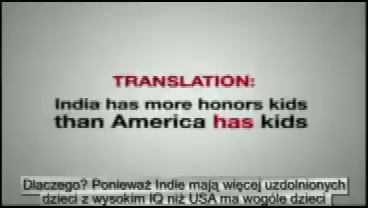 TRANSLATION:
India has more honors kids
than America has kids
Dlaczego? Ponieważ Indie mają więcej uzdolnionych
dzieci z wysokim IQ niż USA ma wogóle dzieci